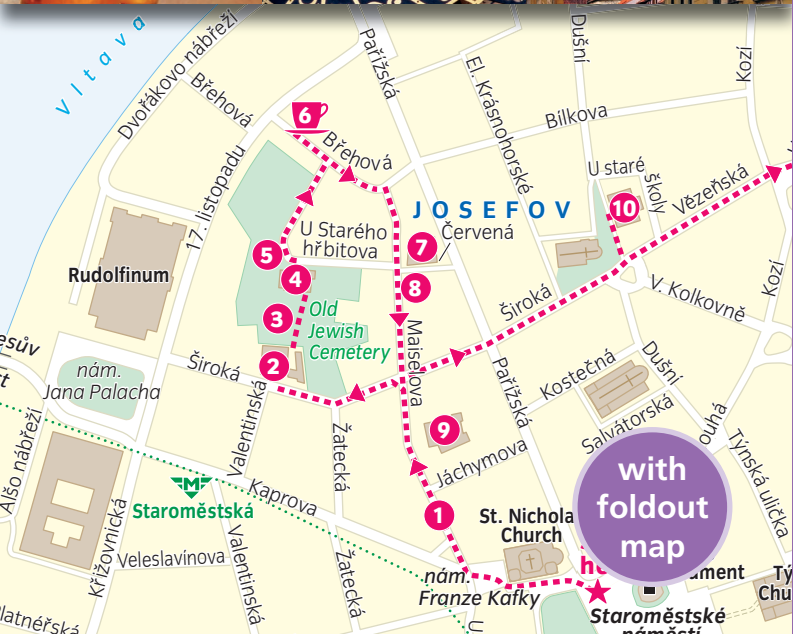 Vltava
Dvořákovo nábřeží
Břehová
17. listopadu
Pařížská
El. Krásnohorské
Dušní
Kozí
Bílkova
6
Břehová
JOSEFOV
U staré
školy
10
Vězeňská
U Starého
hřbitova
7
Červená
5
4
8
Rudolfinum
3
Old
Jewish
Cemetery
Široká
V. Kolkovně
Kozí
nám.
Jana Palacha
Široká
2
Maiselova
Pařížská
Kostečná
Dušní
Valentinská
Žatecká
9
Salvátorská
Jáchymova
Týnská ulička
Alšo nábřeží
Staroměstská
Kaprova
1
with
foldout
map
St. Nichola
Church
Křižovnická
Veleslavínova
Valentinská
Žatecká
nám.
Franze Kafky
U
Staroměstské
náměstí